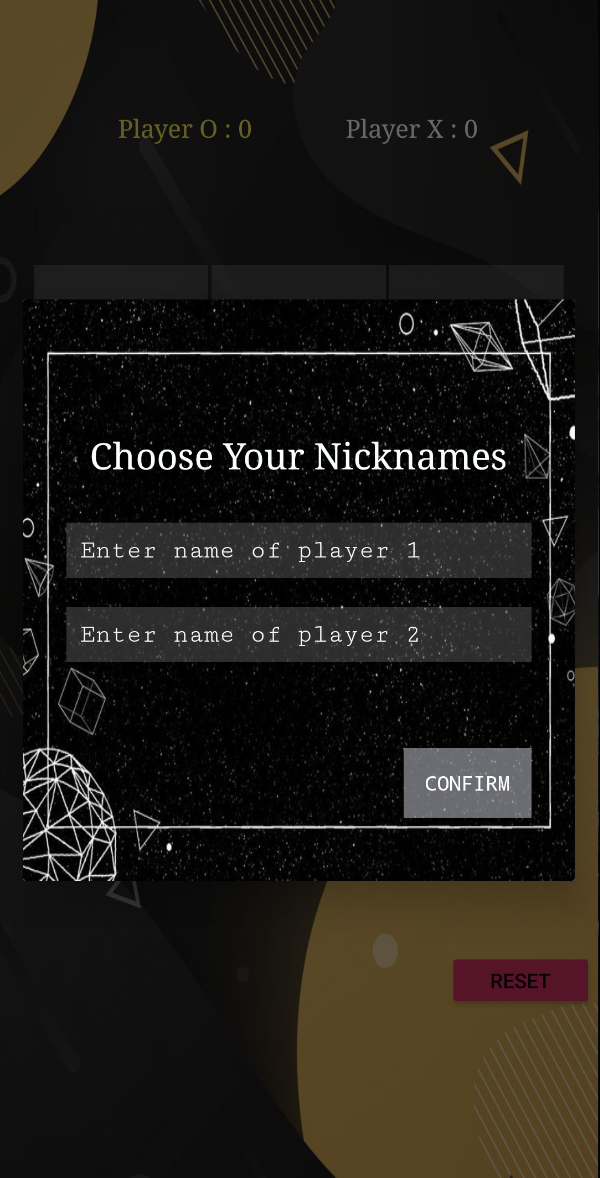 Player O : 0 Player X : 0
Choose Your Nicknames
Enter name of player 1
Enter name of player 2
CONFIRM
RESET